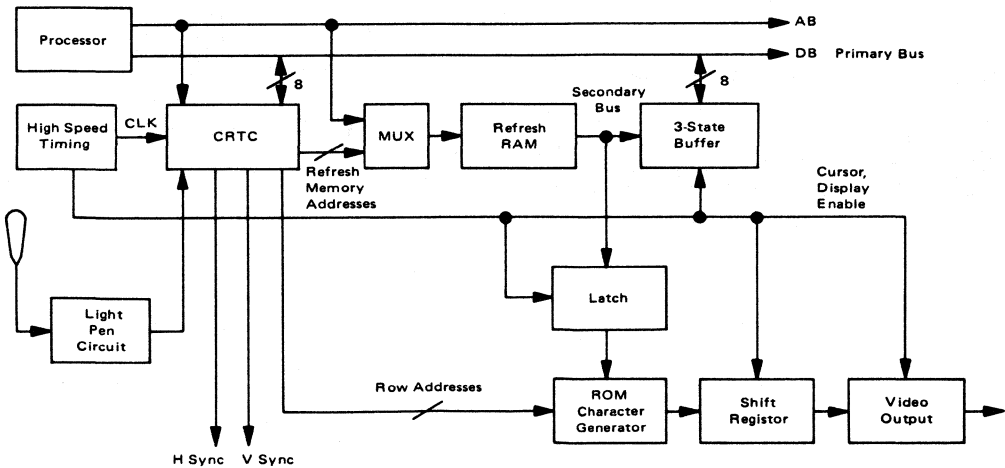 Processor
AB
DB Primary Bus
8
8
High Speed
Timing
CLK
CRTC
MUX
Refresh
RAM
Secondary
Bus
3-State
Buffer
Refresh
Memory
Addresses
Cursor,
Display
Enable
Light
Pen
Circuit
Latch
Row Addresses
ROM
Character
Generator
Shift
Registor
Video
Output
H Sync V Sync